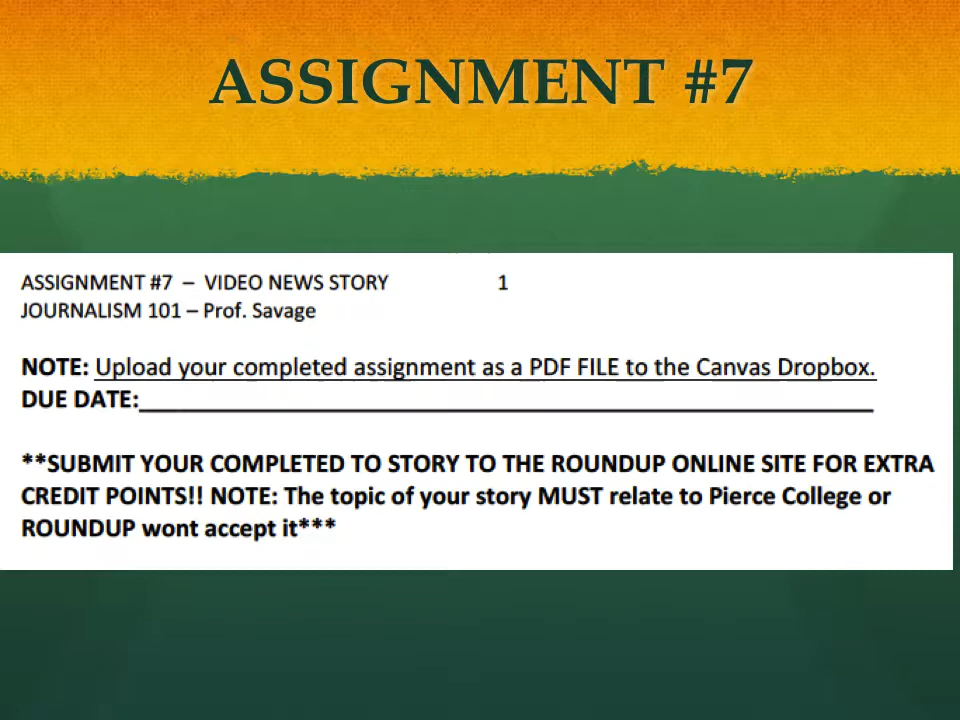 ASSIGNMENT #7
ASSIGNMENT #7 – VIDEO NEWS STORY 1
JOURNALISM 101 – Prof. Savage
NOTE: Upload your completed assignment as a PDF FILE to the Canvas Dropbox.
DUE DATE:
**SUBMIT YOUR COMPLETED TO STORY TO THE ROUNDUP ONLINE SITE FOR EXTRA
CREDIT POINTS!! NOTE: The topic of your story MUST relate to Pierce College or
ROUNDUP wont accept it***